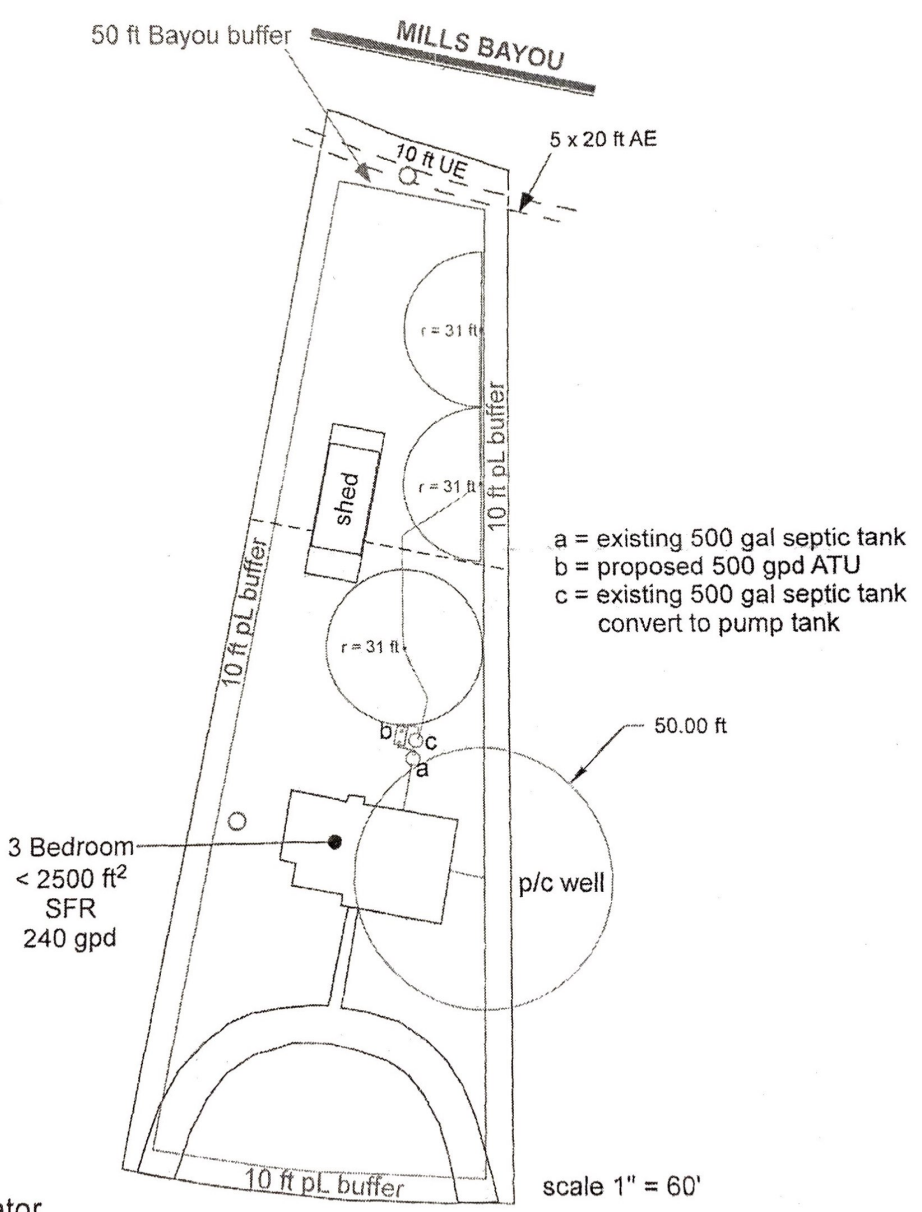 50 ft Bayou buffer
MILLS BAYOU
5 x 20 ft AE
10 ft UE
r = 31 ft
10 ft pL buffer
r = 31 ft
shed
a = existing 500 gal septic tank
b = proposed 500 gpd ATU
c = existing 500 gal septic tank
convert to pump tank
10 ft pL buffer
r = 31 ft
b
c
a
50.00 ft
3 Bedroom
< 2500 ft²
SFR
240 gpd
p/c well
10 ft pL buffer
scale 1" = 60'